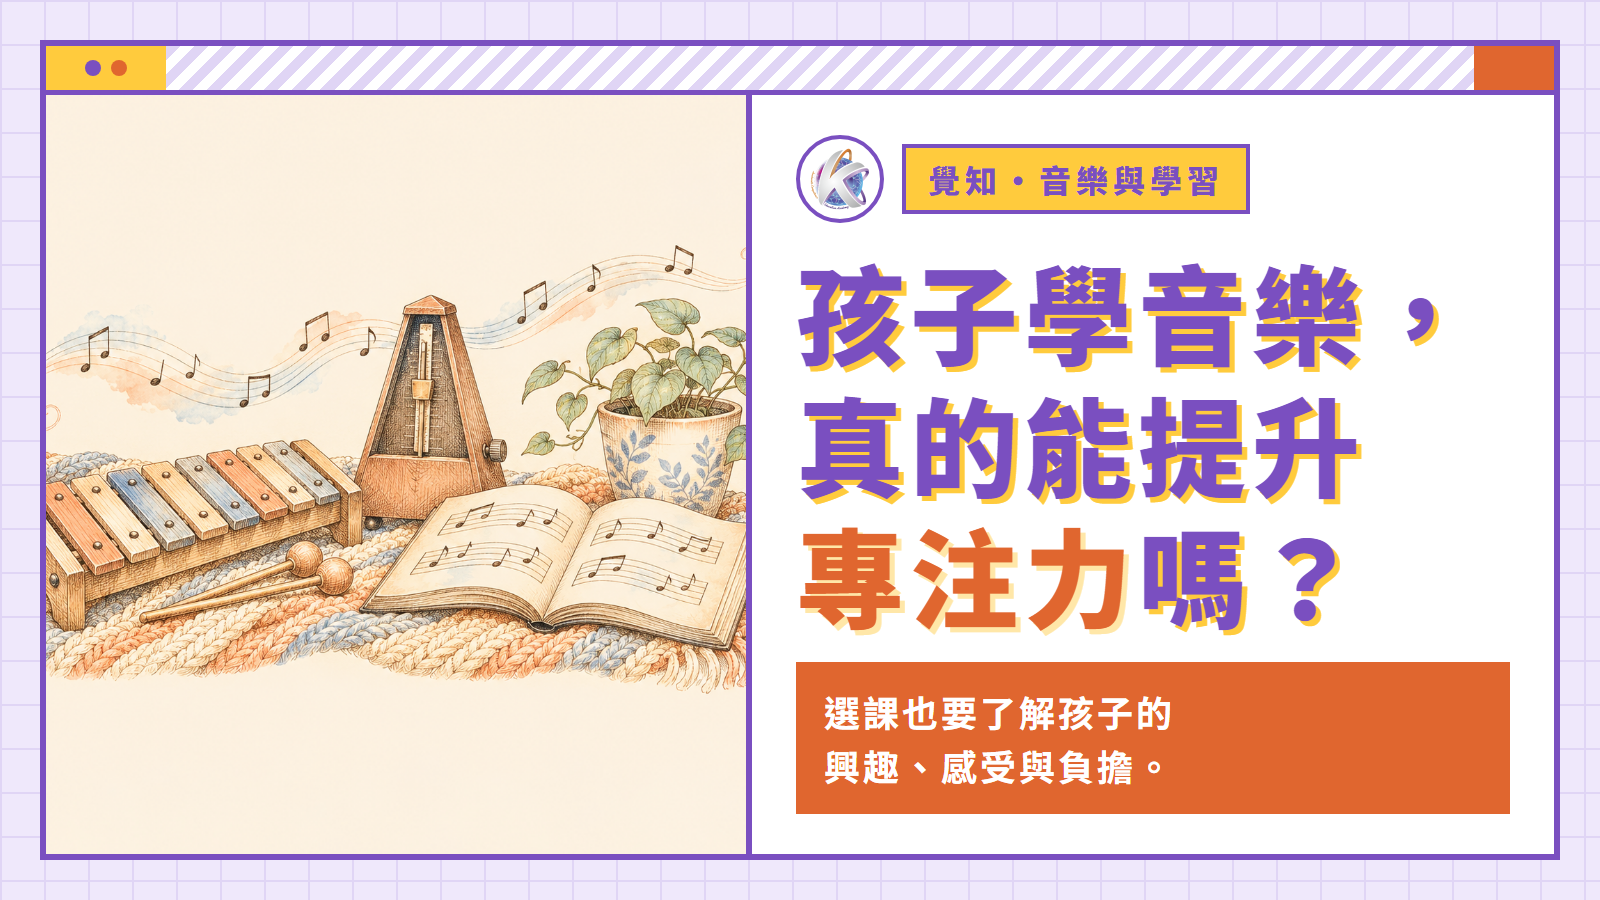 覺知・音樂與學習
孩子學音樂，
真的能提升
專注力嗎？
選課也要了解孩子的
興趣、感受與負擔。